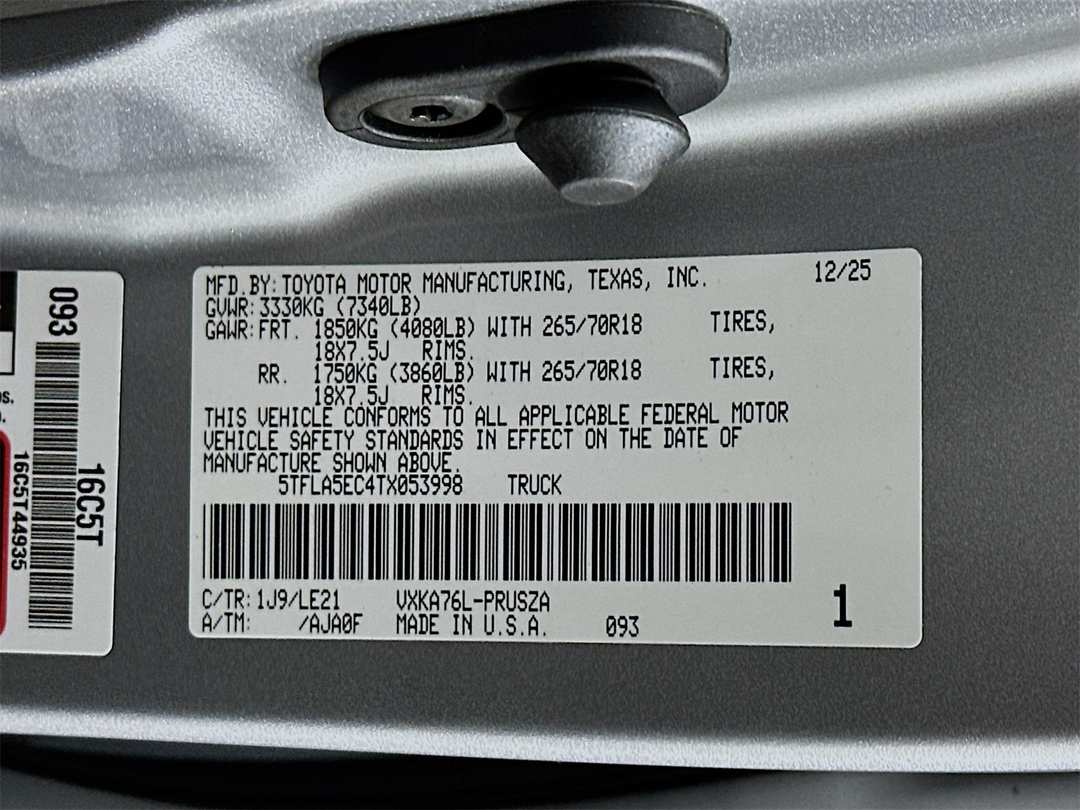 MFD.BY:TOYOTA MOTOR MANUFACTURING, TEXAS, INC. 12/25
GVWR:3330KG (7340LB)
GAWR:FRT. 1850KG (4080LB) WITH 265/70R18 TIRES,
18X7.5J RIMS.
RR. 1750KG (3860LB) WITH 265/70R18 TIRES,
18X7.5J RIMS.
THIS VEHICLE CONFORMS TO ALL APPLICABLE FEDERAL MOTOR
VEHICLE SAFETY STANDARDS IN EFFECT ON THE DATE OF
MANUFACTURE SHOWN ABOVE.
5TFLA5EC4TX053998 TRUCK
C/TR:1J9/LE21 VXKA76L-PRUSZA
A/TM: /AJA0F MADE IN U.S.A. 093
1
093
16C5T
16C5T44935